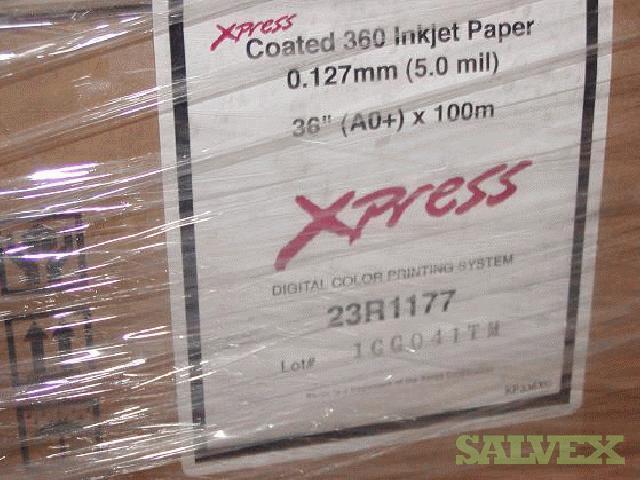 Xpress
Coated 360 Inkjet Paper
0.127mm (5.0 mil)
36" (A0+) x 100m
Xpress
DIGITAL COLOR PRINTING SYSTEM
23R1177
Lot#
SALVEX